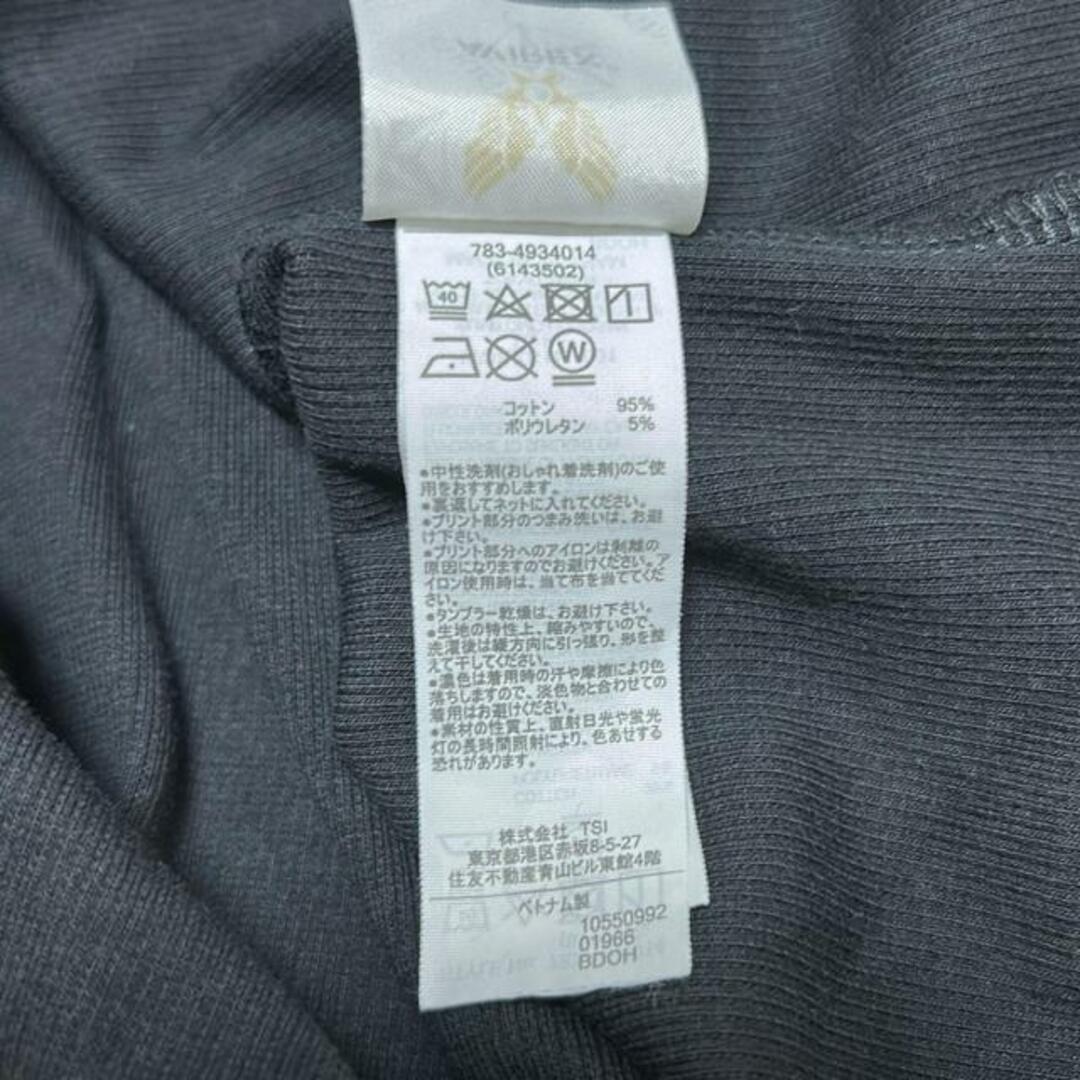 783-4934014
(6143502)
40
W
コットン 95%
ポリウレタン 5%
•中性洗剤(おしゃれ着洗剤)のご使
用をおすすめします。
•裏返してネットに入れてください。
•プリント部分のつまみ洗いは、お避
け下さい。
•プリント部分へのアイロンは剥離の
原因になりますのでお避けください。ア
イロン使用時は、当て布を当ててくだ
さい。
•タンブラー乾燥は、お避け下さい。
•生地の特性上、縮みやすいので、
洗濯後は縦方向に引っ張り、形を整
えて干してください。
•濃色は着用時の汗や摩擦により色
落ちしますので、淡色物と合わせての
着用はお避けください。
•素材の性質上、直射日光や蛍光
灯の長時間照射により、色あせする
恐れがあります。
株式会社 TSI
東京都港区赤坂8-5-27
住友不動産青山ビル東館4階
ベトナム製
10550992
01966
BDOH